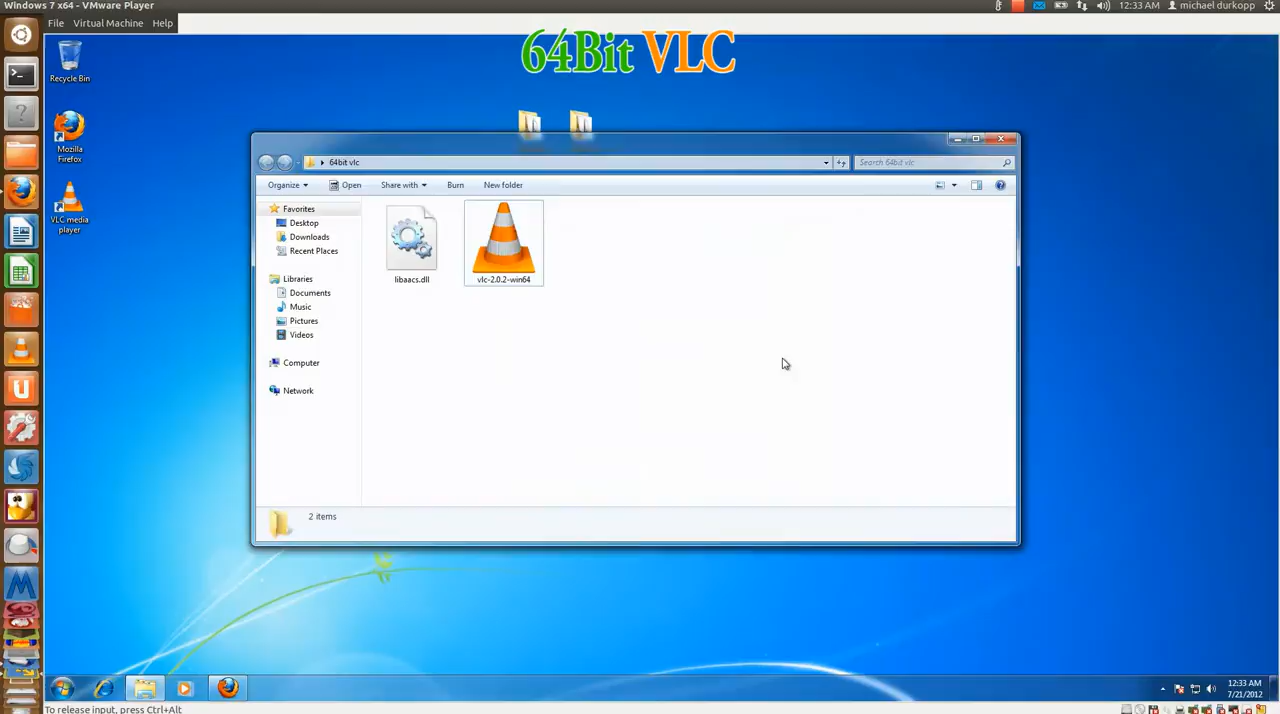 Windows 7 x64 - VMware Player
12:33 AM
michael durkopp
File Virtual Machine Help
64Bit VLC
Recycle Bin
Mozilla
Firefox
VLC media
player
64bit vlc
Search 64bit vlc
Organize
Open
Share with
Burn
New folder
Favorites
Desktop
Downloads
Recent Places
Libraries
Documents
Music
Pictures
Videos
Computer
Network
libaacs.dll
vlc-2.0.2-win64
2 items
12:33 AM
7/21/2012
To release input, press Ctrl+Alt